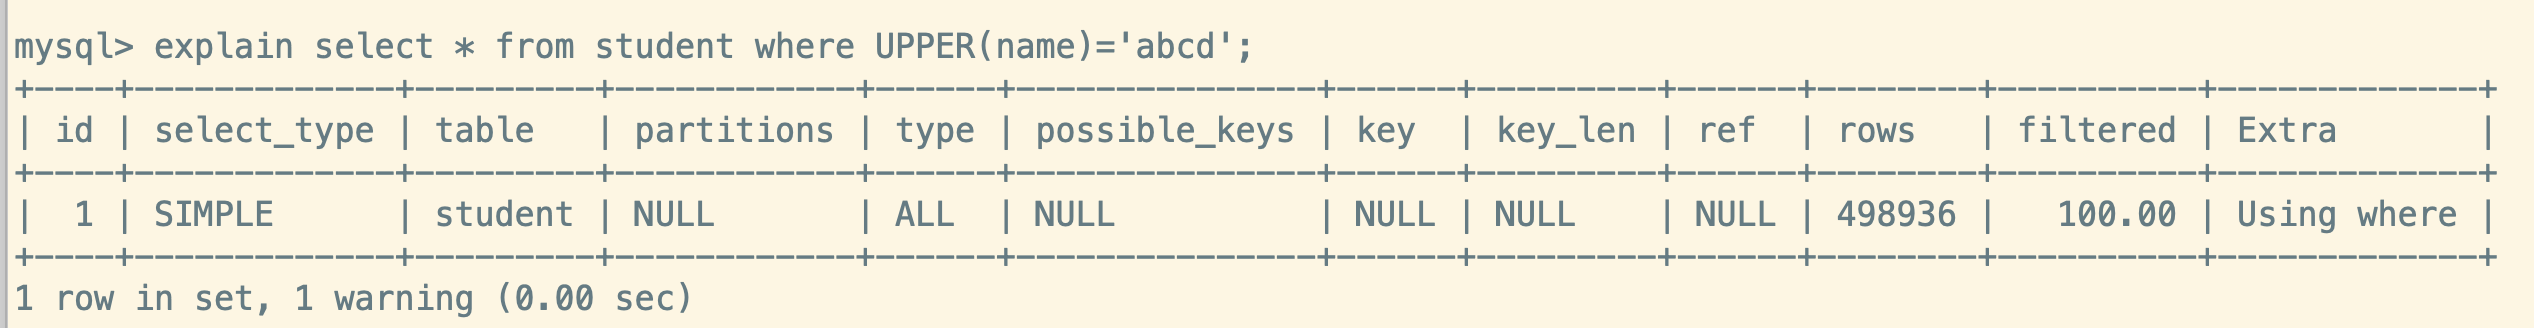 mysql> explain select * from student where UPPER(name)='abcd';
+----+-------------+---------+------------+------+---------------+------+---------+------+--------+----------+-------------+
| id | select_type | table   | partitions | type | possible_keys | key  | key_len | ref  | rows   | filtered | Extra       |
+----+-------------+---------+------------+------+---------------+------+---------+------+--------+----------+-------------+
|  1 | SIMPLE      | student | NULL       | ALL  | NULL          | NULL | NULL    | NULL | 498936 |   100.00 | Using where |
+----+-------------+---------+------------+------+---------------+------+---------+------+--------+----------+-------------+
1 row in set, 1 warning (0.00 sec)